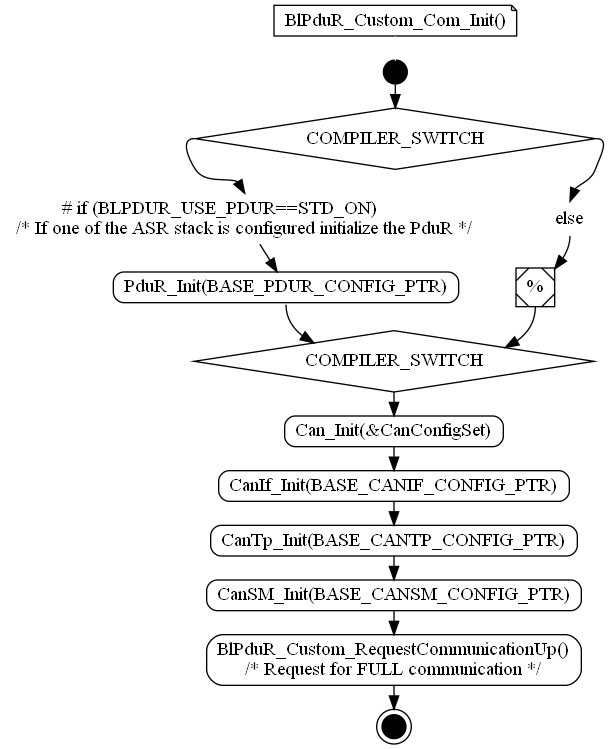 BlPduR_Custom_Com_Init()
COMPILER_SWITCH
# if (BLPDUR_USE_PDUR==STD_ON)
/* If one of the ASR stack is configured initialize the PduR */
else
PduR_Init(BASE_PDUR_CONFIG_PTR)
%
COMPILER_SWITCH
Can_Init(&CanConfigSet)
CanIf_Init(BASE_CANIF_CONFIG_PTR)
CanTp_Init(BASE_CANTP_CONFIG_PTR)
CanSM_Init(BASE_CANSM_CONFIG_PTR)
BlPduR_Custom_RequestCommunicationUp()
/* Request for FULL communication */